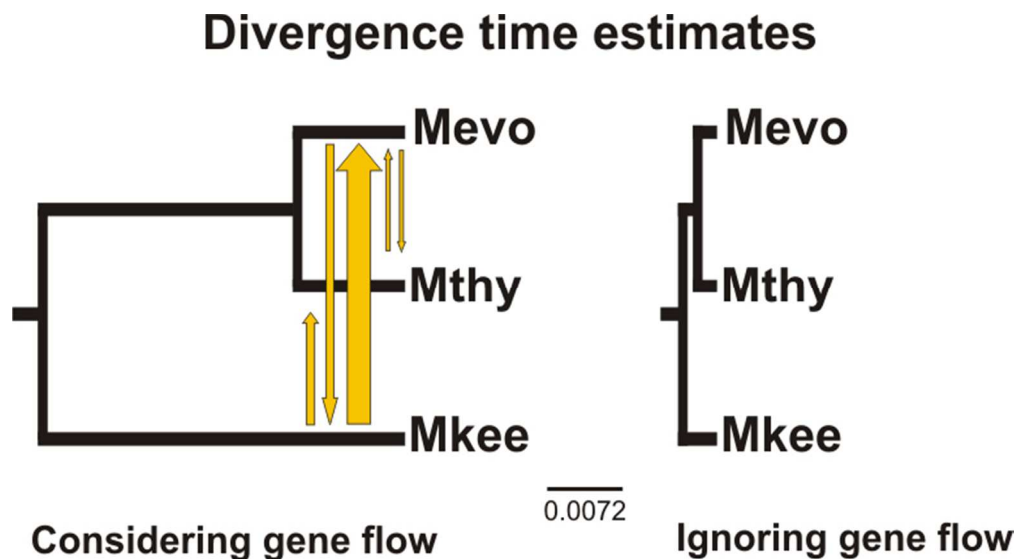 Divergence time estimates
Mevo
Mthy
Mkee
Considering gene flow
Mevo
Mthy
Mkee
0.0072
Ignoring gene flow